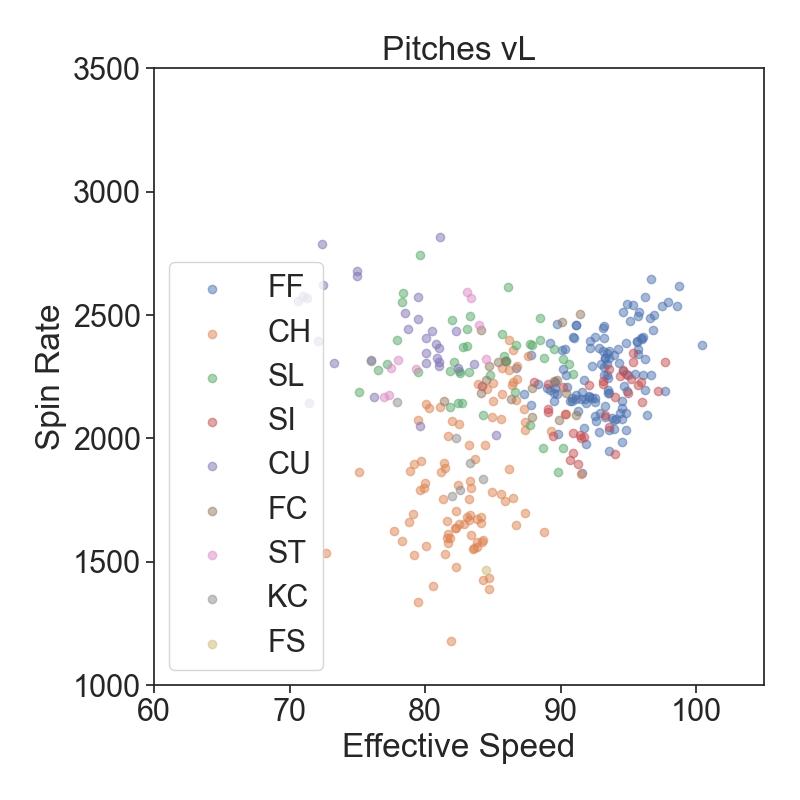 Pitches vL
3500
3000
2500
2000
1500
1000
Spin Rate
FF
CH
SL
SI
CU
FC
ST
KC
FS
60 70 80 90 100
Effective Speed